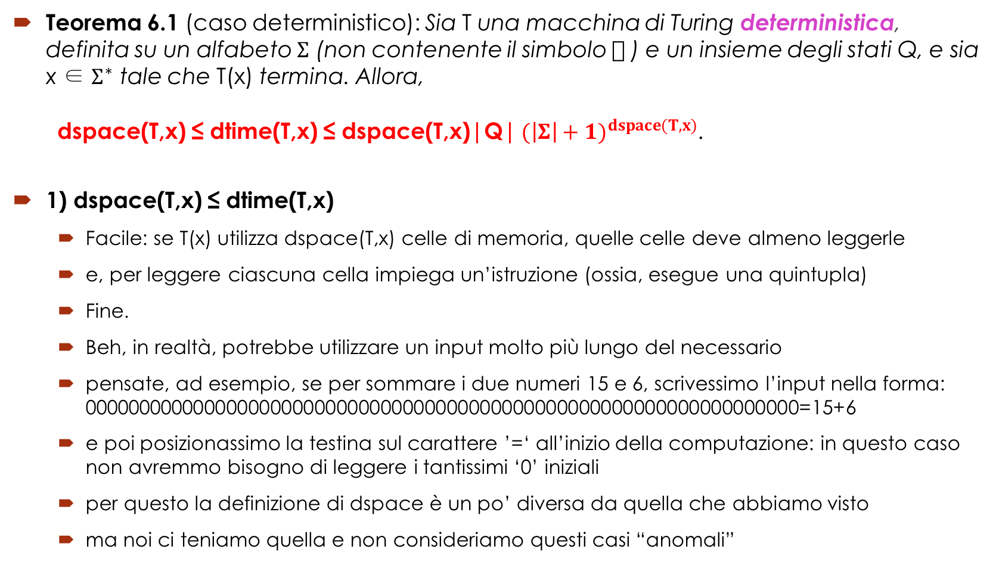 Teorema 6.1 (caso deterministico): Sia T una macchina di Turing deterministica,
definita su un alfabeto Σ (non contenente il simbolo ▯ ) e un insieme degli stati Q, e sia
x ∈ Σ* tale che T(x) termina. Allora,
dspace(T,x) ≤ dtime(T,x) ≤ dspace(T,x)|Q| (|Σ| + 1)^dspace(T,x).
1) dspace(T,x) ≤ dtime(T,x)
Facile: se T(x) utilizza dspace(T,x) celle di memoria, quelle celle deve almeno leggerle
e, per leggere ciascuna cella impiega un’istruzione (ossia, esegue una quintupla)
Fine.
Beh, in realtà, potrebbe utilizzare un input molto più lungo del necessario
pensate, ad esempio, se per sommare i due numeri 15 e 6, scrivessimo l’input nella forma:
0000000000000000000000000000000000000000000000000000000000000000=15+6
e poi posizionassimo la testina sul carattere ’=‘ all’inizio della computazione: in questo caso
non avremmo bisogno di leggere i tantissimi ‘0’ iniziali
per questo la definizione di dspace è un po’ diversa da quella che abbiamo visto
ma noi ci teniamo quella e non consideriamo questi casi “anomali”